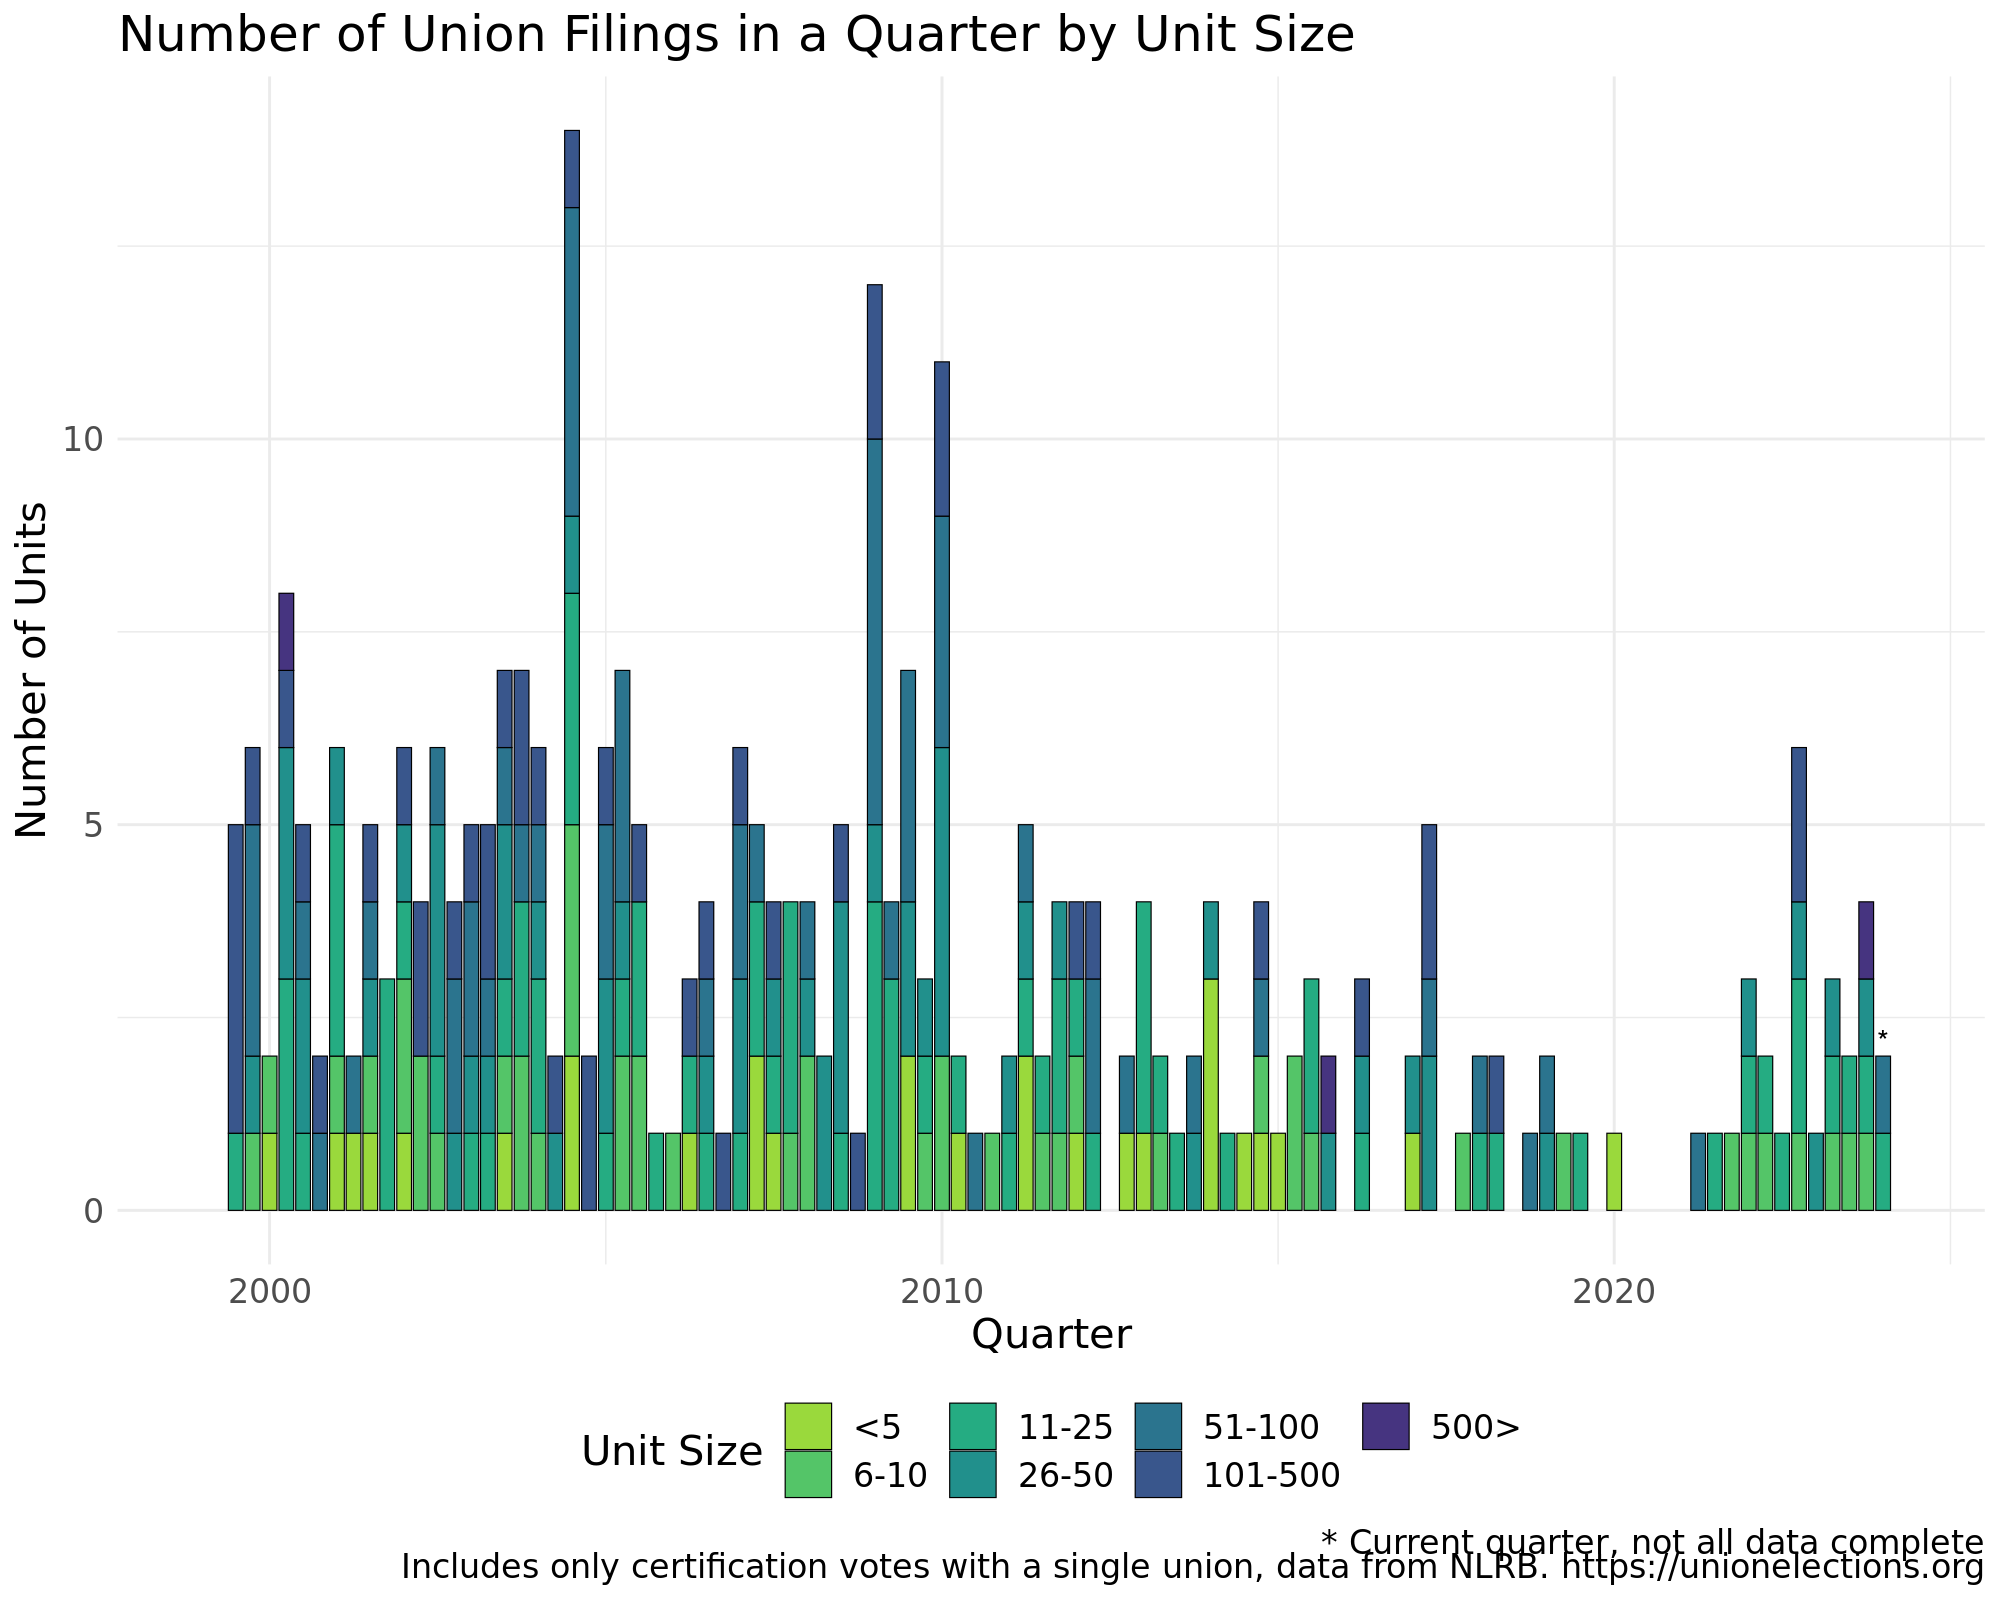 Number of Union Filings in a Quarter by Unit Size
Number of Units
10
5
0
*
2000 2010 2020
Quarter
Unit Size
<5 11-25 51-100 500>
6-10 26-50 101-500
* Current quarter, not all data complete
Includes only certification votes with a single union, data from NLRB. https://unionelections.org